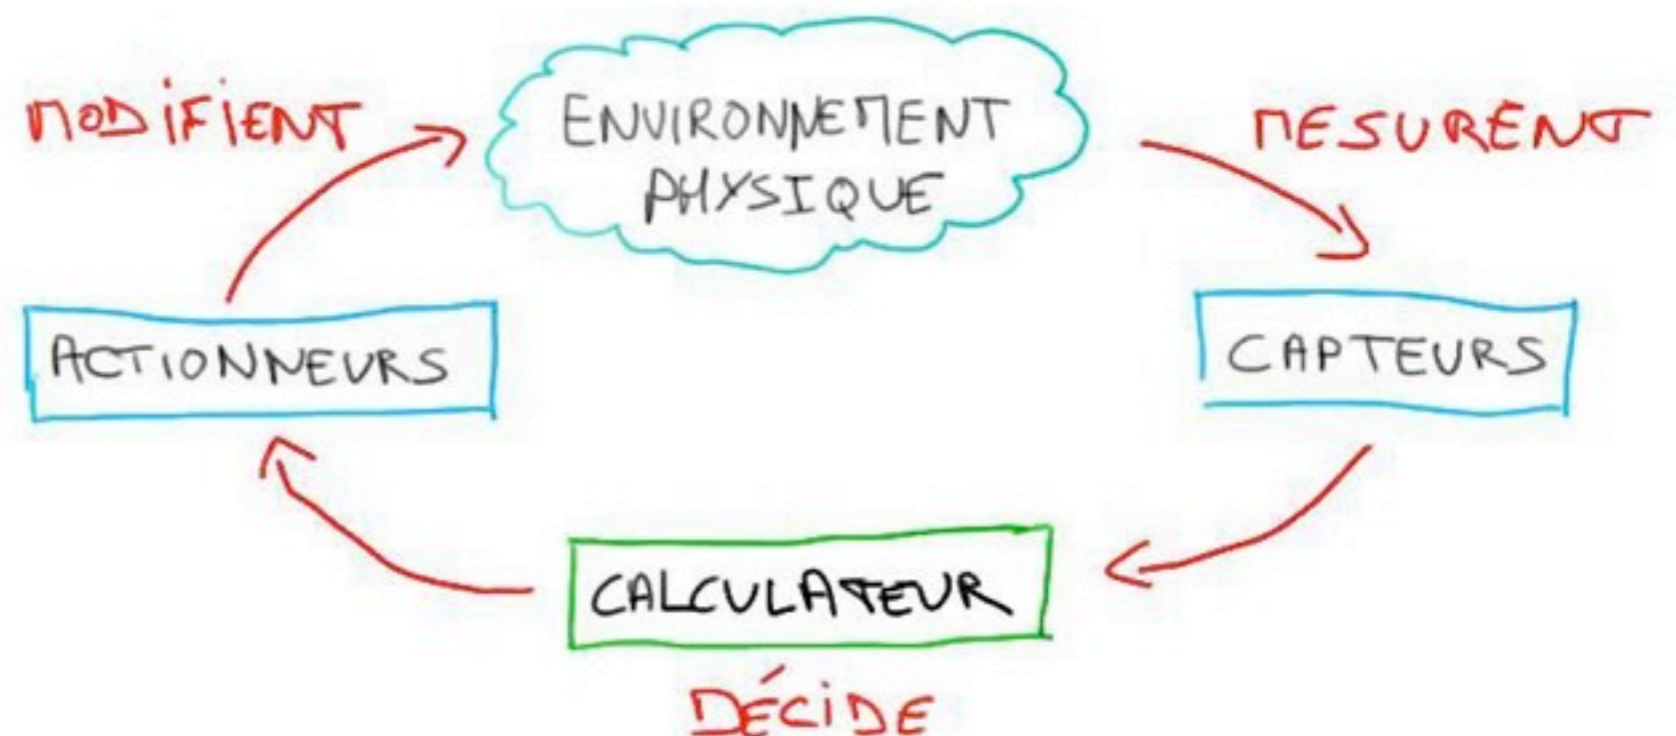 MODIFIENT
ENVIRONNEMENT
PHYSIQUE
MESURENT
ACTIONNEURS
CAPTEURS
CALCULATEUR
DÉCIDE